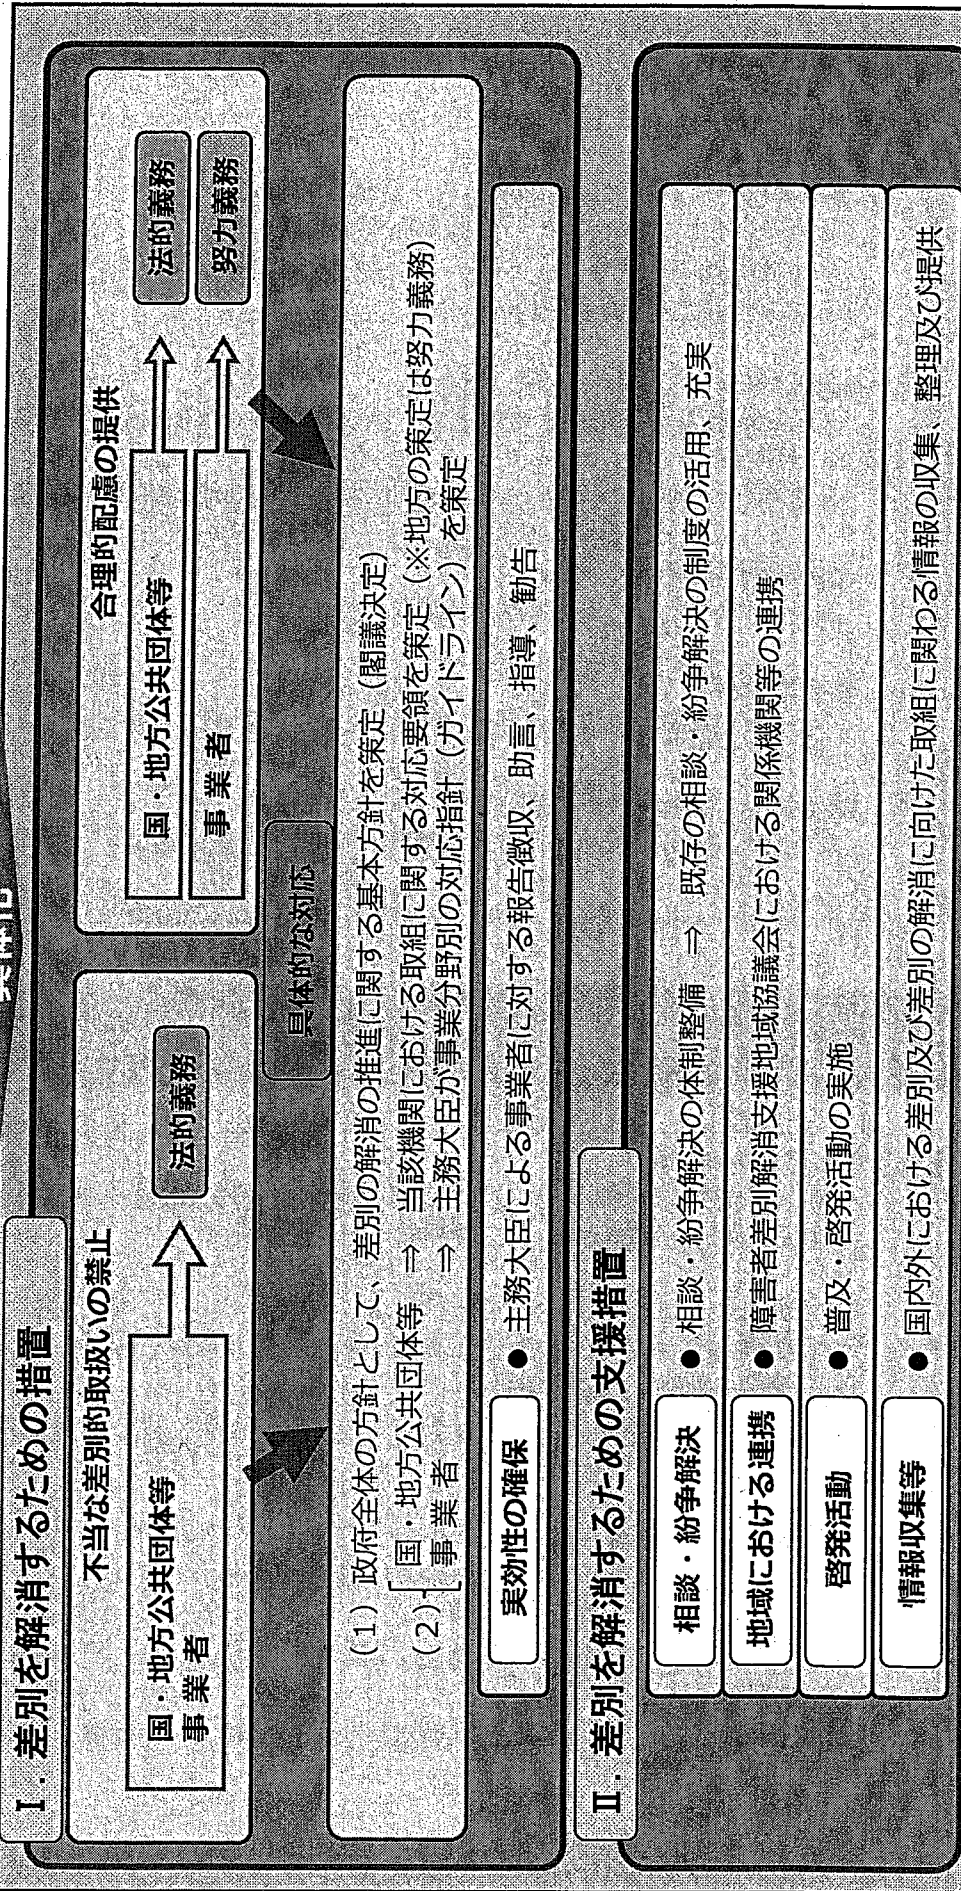 具体化
Ⅰ. 差別を解消するための措置
不当な差別的取扱いの禁止
国・地方公共団体等
事 業 者
法的義務
合理的配慮の提供
国・地方公共団体等
法的義務
事 業 者
努力義務
具体的な対応
(1) 政府全体の方針として、差別の解消の推進に関する基本方針を策定（閣議決定）
(2) 国・地方公共団体等 ⇒ 当該機関における取組に関する対応要領を策定（※地方の策定は努力義務）
事 業 者 ⇒ 主務大臣が事業分野別の対応指針（ガイドライン）を策定
実効性の確保 ● 主務大臣による事業者に対する報告徴収、助言、指導、勧告
Ⅱ. 差別を解消するための支援措置
相談・紛争解決 ● 相談・紛争解決の体制整備 ⇒ 既存の相談・紛争解決の制度の活用、充実
地域における連携 ● 障害者差別解消支援地域協議会における関係機関等の連携
啓発活動 ● 普及・啓発活動の実施
情報収集等 ● 国内外における差別及び差別の解消に向けた取組に関わる情報の収集、整理及び提供